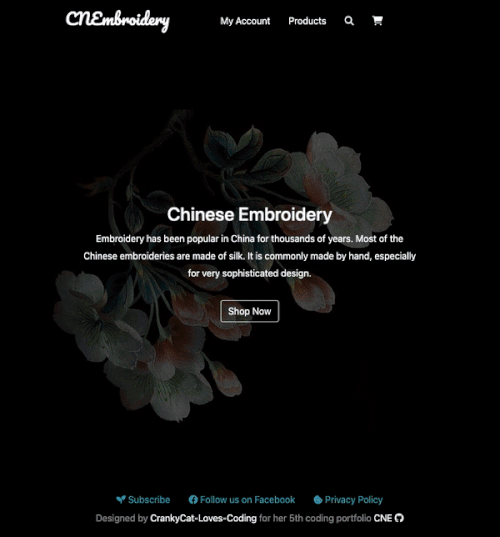 CNEmbroidery My Account Products
Chinese Embroidery
Embroidery has been popular in China for thousands of years. Most of the
Chinese embroideries are made of silk. It is commonly made by hand, especially
for very sophisticated design.
Shop Now
Subscribe Follow us on Facebook Privacy Policy
Designed by CrankyCat-Loves-Coding for her 5th coding portfolio CNE